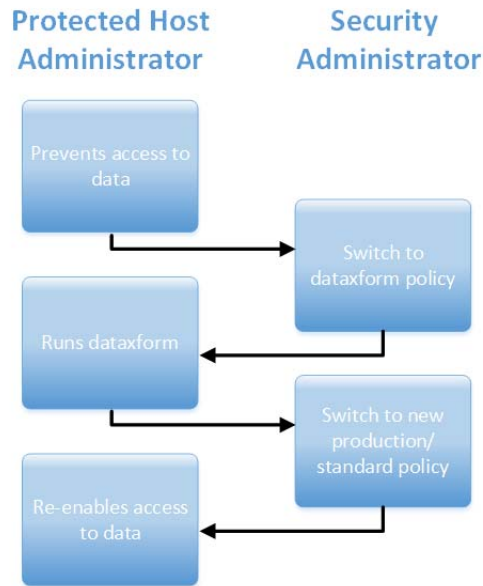 Protected Host
Administrator
Security
Administrator
Prevents access to
data
Switch to
dataxform policy
Runs dataxform
Switch to new
production/
standard policy
Re-enables access
to data